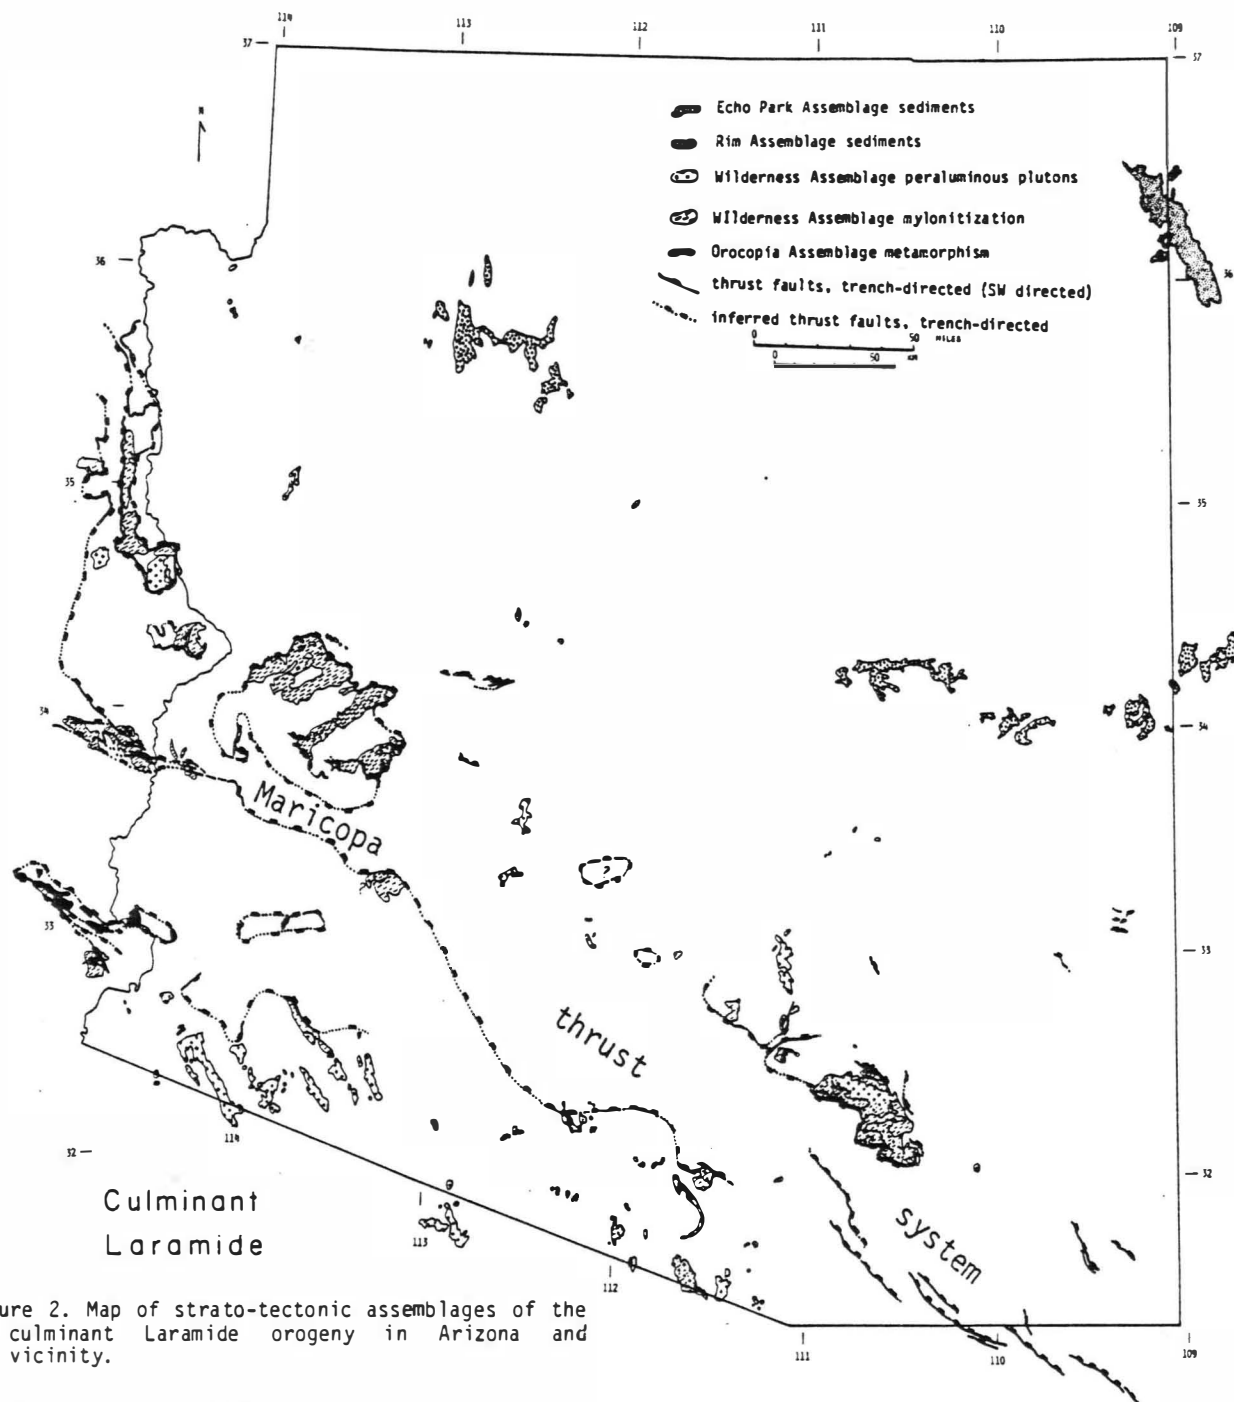 114 113 112 111 110 109
37 37
N
Echo Park Assemblage sediments
Rim Assemblage sediments
Wilderness Assemblage peraluminous plutons
WIlderness Assemblage mylonitization
Orocopia Assemblage metamorphism
thrust faults, trench-directed (SW directed)
inferred thrust faults, trench-directed
0 50 MILES
0 50 KM
36 36
35 35
34 34
Maricopa
?
33 33
thrust
114
32 32
Culminant
Laramide
113
system
112
ure 2. Map of strato-tectonic assemblages of the
culminant Laramide orogeny in Arizona and
vicinity.
111 110 109